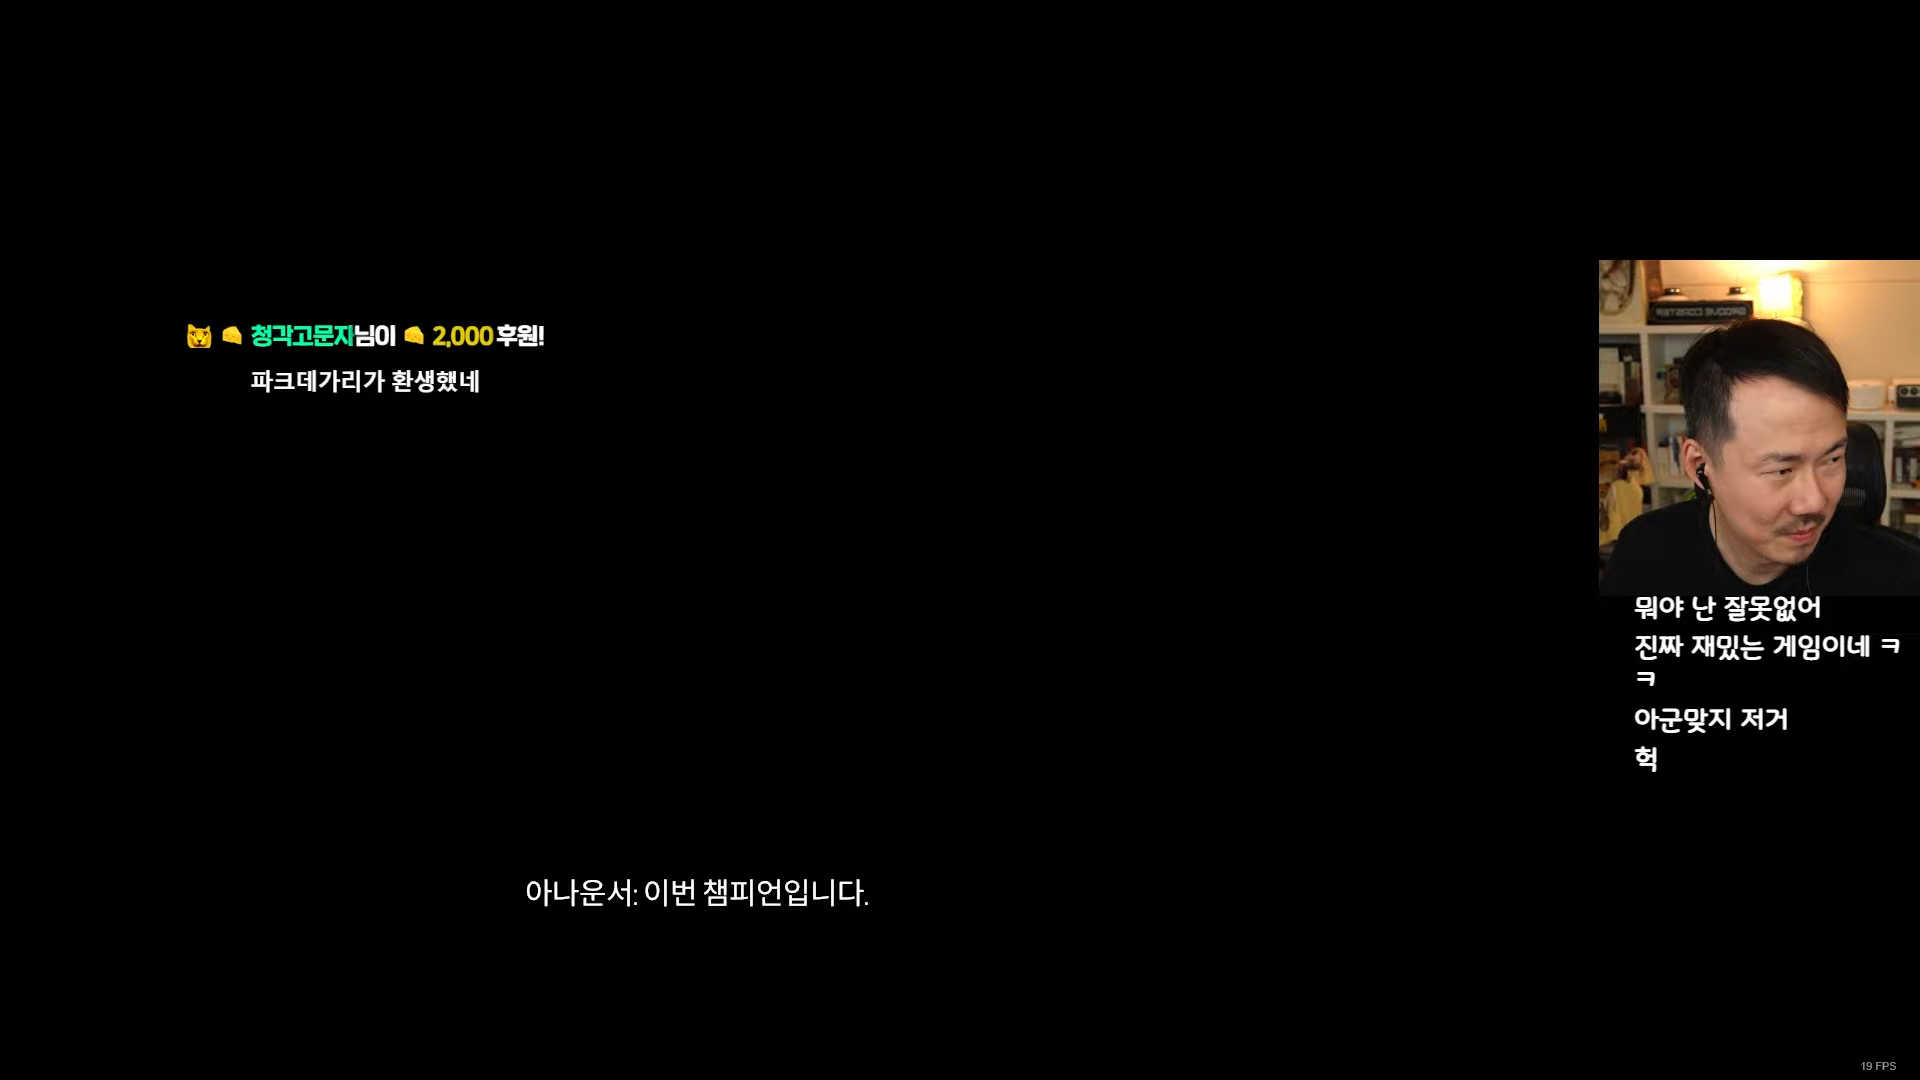 청각고문자님이 2,000 후원!
파크데가리가 환생했네
뭐야 난 잘못없어
진짜 재밌는 게임이네 ㅋ
ㅋ
아군맞지 저거
헉
아나운서: 이번 챔피언입니다.
19 FPS